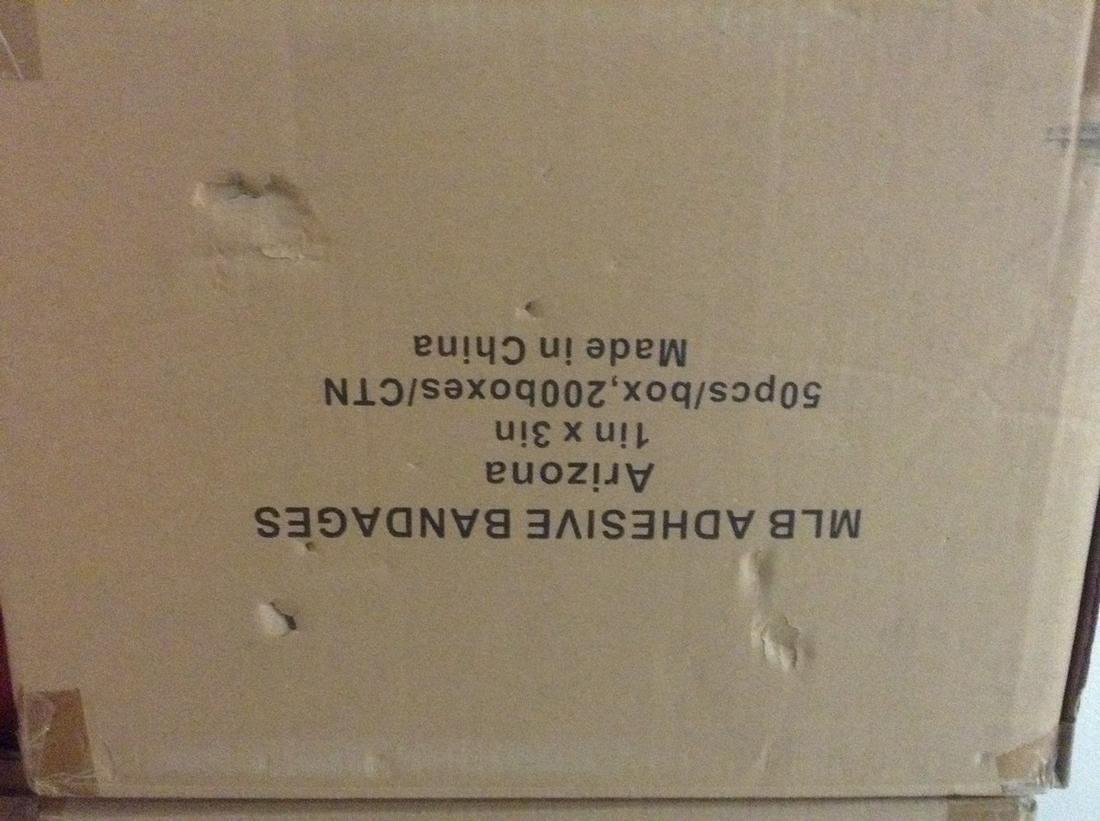 MLB ADHESIVE BANDAGES
Arizona
1in x 3in
50pcs/box,200boxes/CTN
Made in China